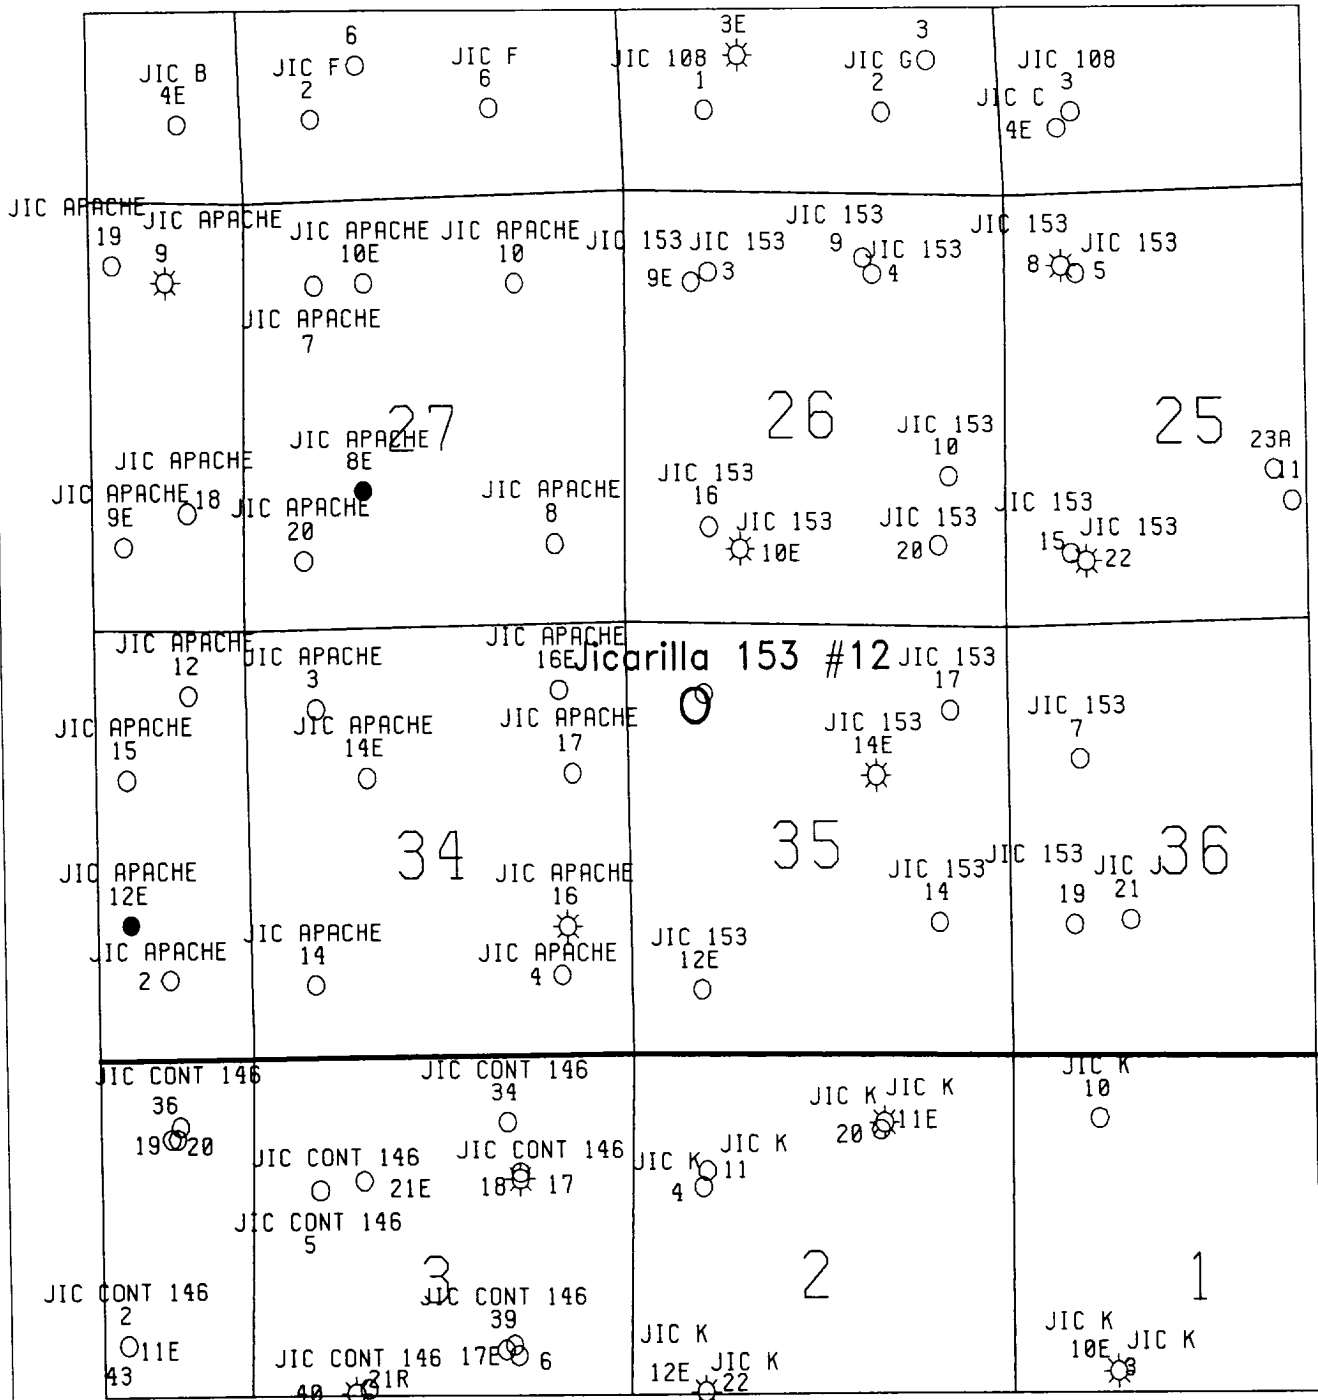 6
3E
3
JIC B
4E
JIC F
2
JIC F
6
JIC 108
1
JIC G
2
JIC 108
3
JIC C
4E
JIC APACHE
19
JIC APACHE
9
JIC APACHE
10E
JIC APACHE
10
JIC APACHE
7
JIC 153
9E
JIC 153
3
JIC 153
9
JIC 153
4
JIC 153
8
JIC 153
5
27
26
25
JIC APACHE
8E
JIC APACHE
18
JIC APACHE
9E
JIC APACHE
20
JIC APACHE
8
JIC 153
16
JIC 153
10E
JIC 153
10
JIC 153
20
23A
11
JIC 153
15
JIC 153
22
JIC APACHE
12
JIC APACHE
3
JIC APACHE
16E
Jicarilla 153 #12
JIC 153
17
JIC APACHE
15
JIC APACHE
14E
JIC APACHE
17
JIC 153
14E
JIC 153
7
34
35
36
JIC APACHE
12E
JIC APACHE
16
JIC 153
14
JIC 153
19
JIC J
21
JIC APACHE
2
JIC APACHE
14
JIC APACHE
4
JIC 153
12E
JIC CONT 146
36
19
20
JIC CONT 146
34
JIC K
20
JIC K
11E
JIC K
10
JIC CONT 146
21E
JIC CONT 146
18
17
JIC K
4
JIC K
11
JIC CONT 146
5
3
2
1
JIC CONT 146
2
11E
43
JIC CONT 146
39
17E
6
JIC CONT 146
40
21R
JIC K
12E
JIC K
22
JIC K
10E
JIC K
3